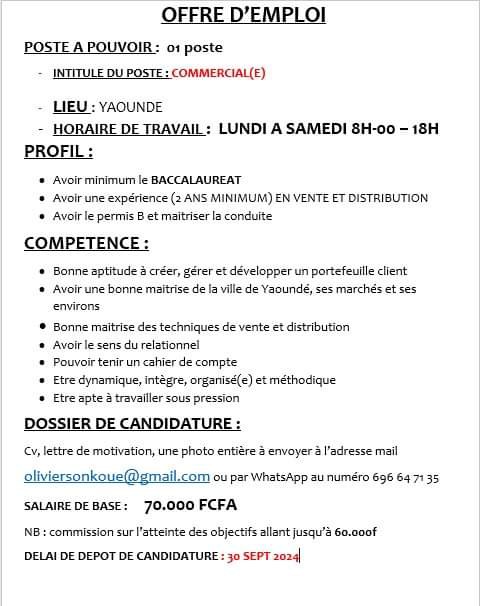 OFFRE D'EMPLOI
POSTE A POUVOIR : 01 poste
- INTITULE DU POSTE : COMMERCIAL(E)
- LIEU : YAOUNDE
- HORAIRE DE TRAVAIL : LUNDI A SAMEDI 8H-00 – 18H
PROFIL :
• Avoir minimum le BACCALAUREAT
• Avoir une expérience (2 ANS MINIMUM) EN VENTE ET DISTRIBUTION
• Avoir le permis B et maitriser la conduite
COMPETENCE :
• Bonne aptitude à créer, gérer et développer un portefeuille client
• Avoir une bonne maitrise de la ville de Yaoundé, ses marchés et ses
environs
• Bonne maitrise des techniques de vente et distribution
• Avoir le sens du relationnel
• Pouvoir tenir un cahier de compte
• Etre dynamique, intègre, organisé(e) et méthodique
• Etre apte à travailler sous pression
DOSSIER DE CANDIDATURE :
Cv, lettre de motivation, une photo entière à envoyer à l'adresse mail
oliviersonkoue@gmail.com ou par WhatsApp au numéro 696 64 71 35
SALAIRE DE BASE : 70.000 FCFA
NB : commission sur l'atteinte des objectifs allant jusqu'à 60.000f
DELAI DE DEPOT DE CANDIDATURE : 30 SEPT 2024